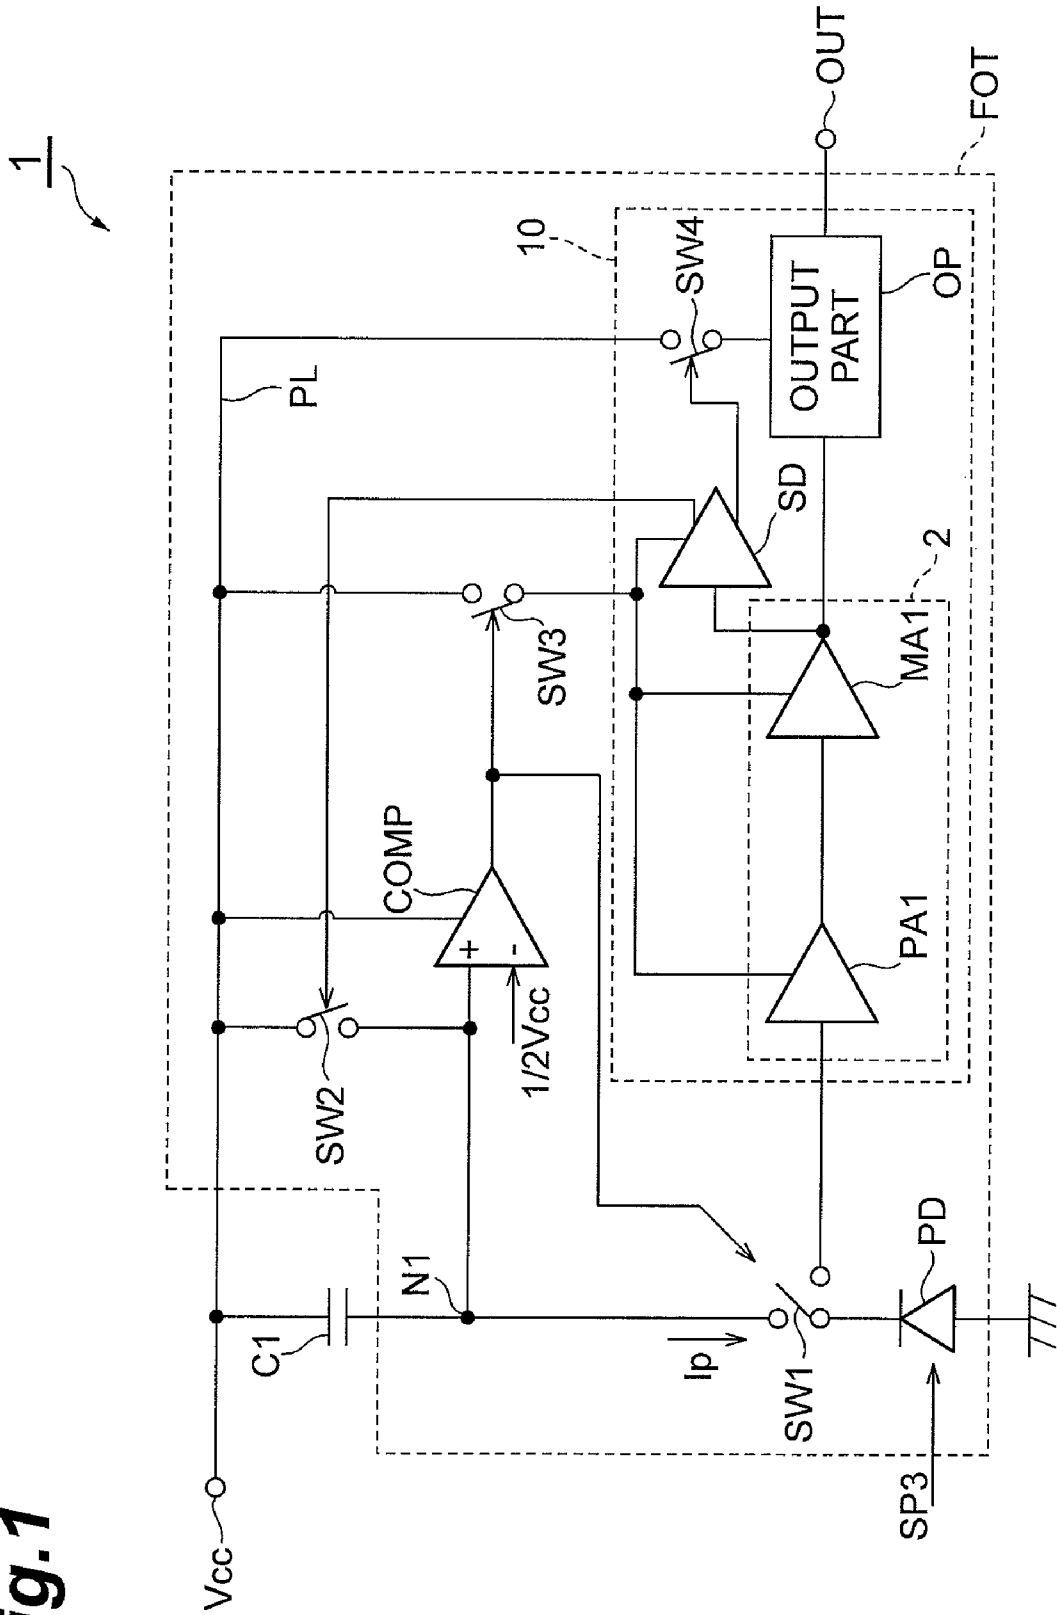 ig.1
1
Vcc
C1
N1
PL
SW2
COMP
+
-
1/2Vcc
SW3
10
SW4
SD
OUTPUT
PART
OP
OUT
FOT
2
MA1
PA1
Ip
SW1
PD
SP3